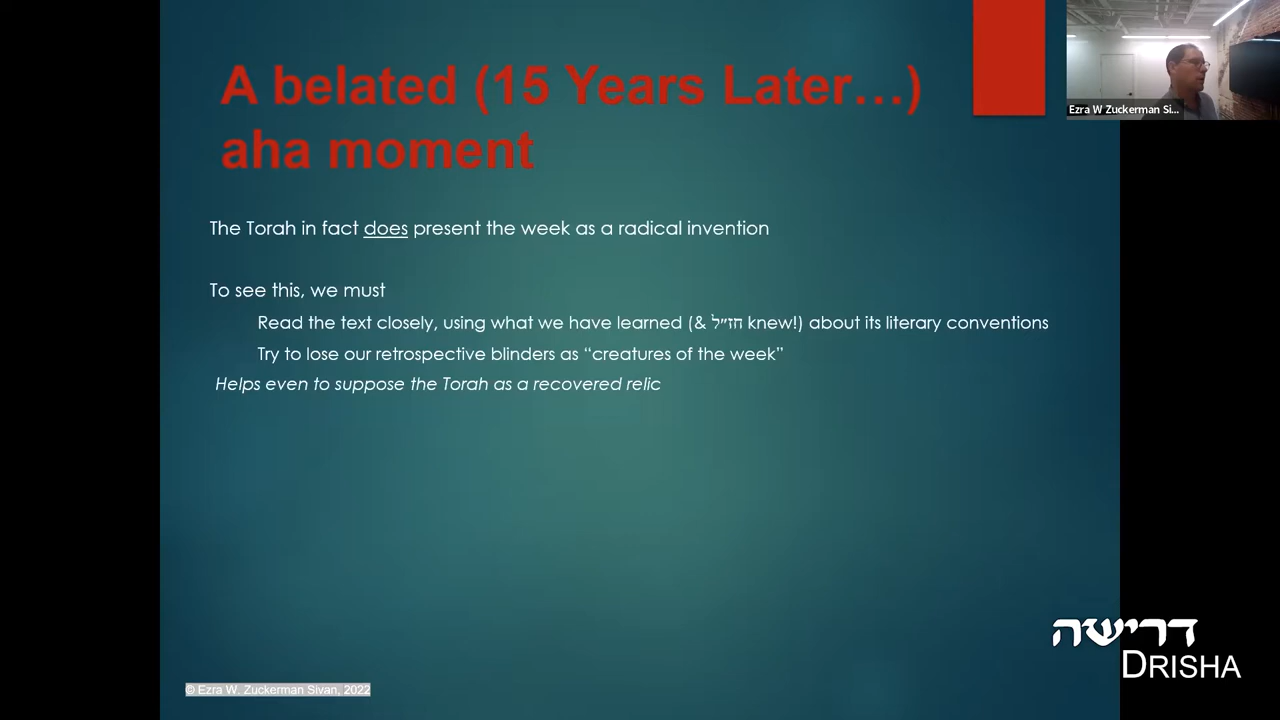 A belated (15 Years Later…)
aha moment
Ezra W Zuckerman Si...
The Torah in fact does present the week as a radical invention
To see this, we must
Read the text closely, using what we have learned (& חז״ל knew!) about its literary conventions
Try to lose our retrospective blinders as “creatures of the week”
Helps even to suppose the Torah as a recovered relic
דרישה
DRISHA
© Ezra W. Zuckerman Sivan, 2022